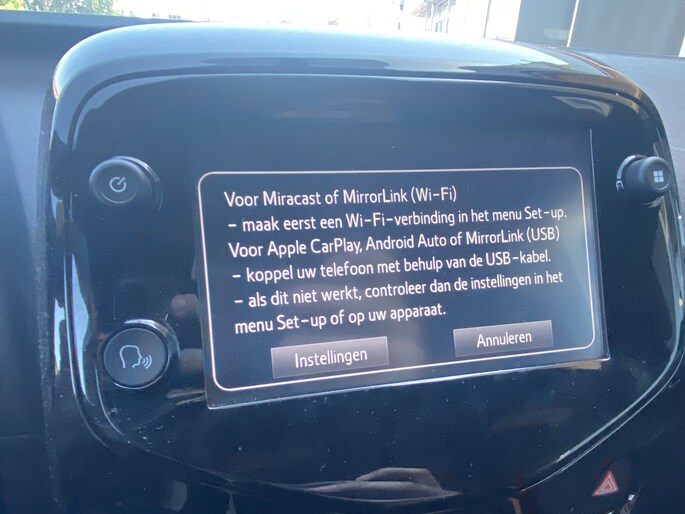 Voor Miracast of MirrorLink (Wi-Fi)
- maak eerst een Wi-Fi-verbinding in het menu Set-up.
Voor Apple CarPlay, Android Auto of MirrorLink (USB)
- koppel uw telefoon met behulp van de USB-kabel.
- als dit niet werkt, controleer dan de instellingen in het
menu Set-up of op uw apparaat.
Instellingen
Annuleren